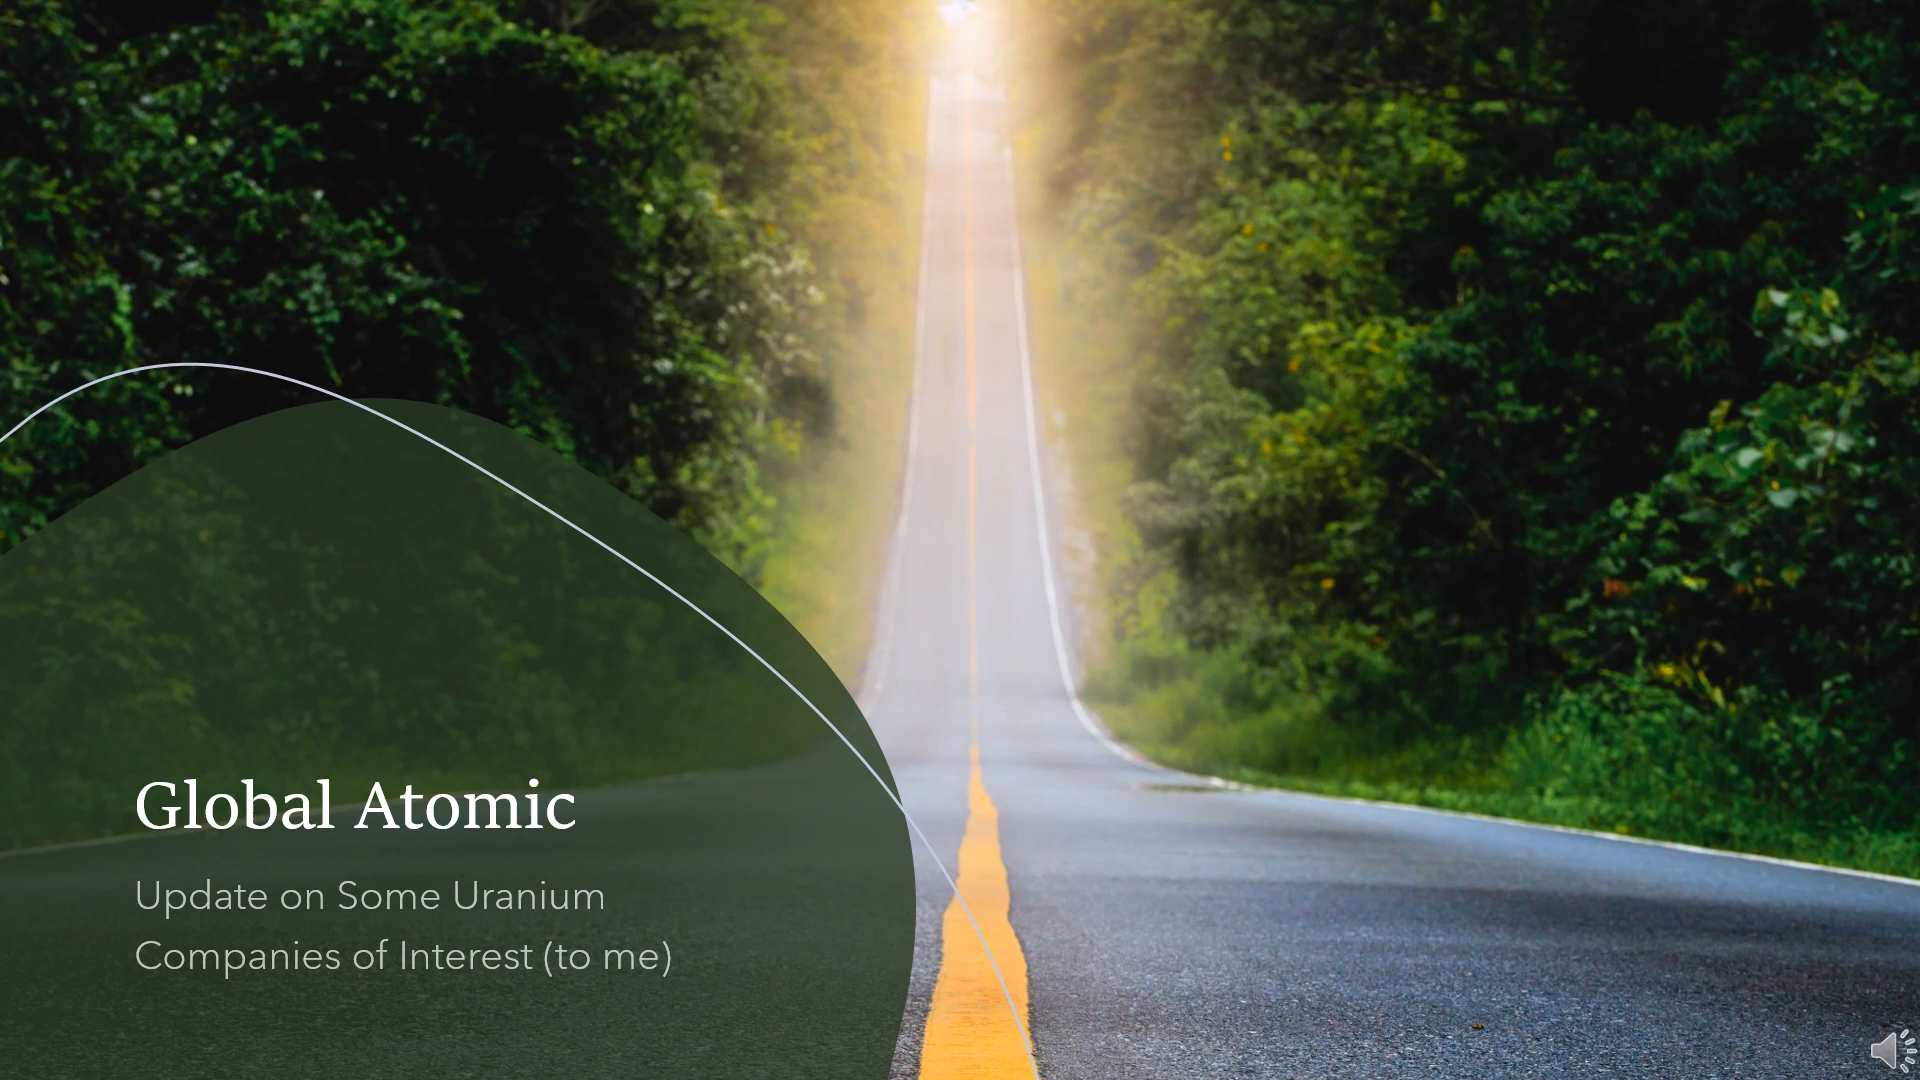 Global Atomic
Update on Some Uranium
Companies of Interest (to me)